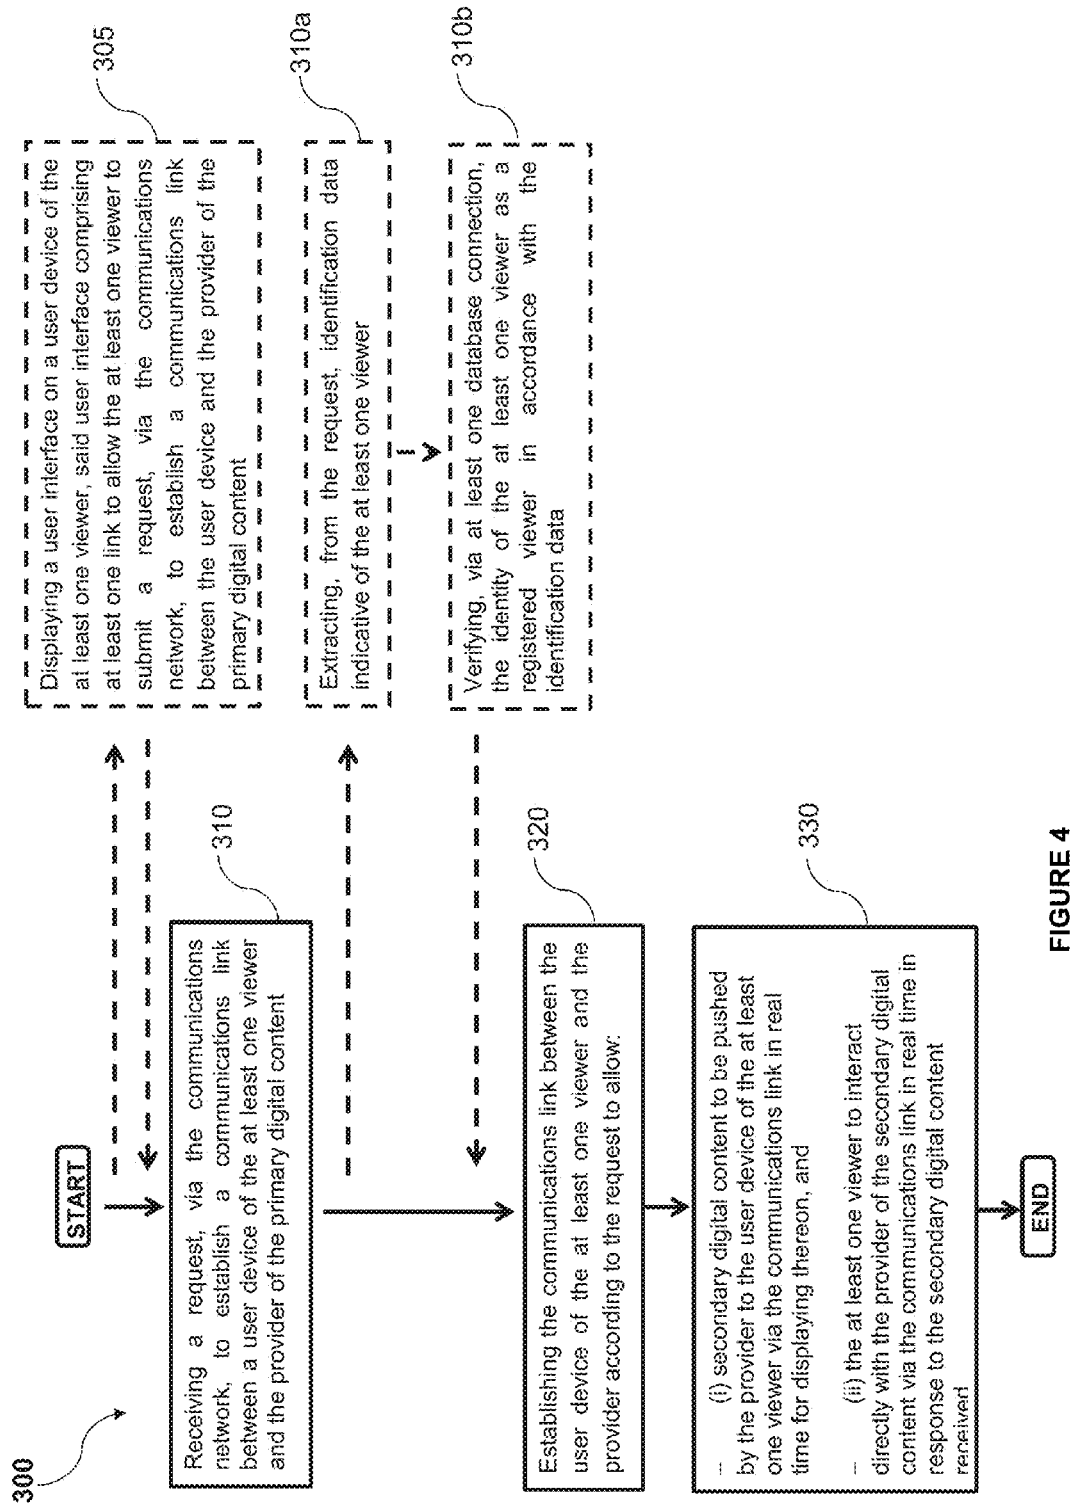 300
START
Receiving a request, via the communications
network, to establish a communications link
between a user device of the at least one viewer
and the provider of the primary digital content
310
Establishing the communications link between the
user device of the at least one viewer and the
provider according to the request to allow:
320
– (i) secondary digital content to be pushed
by the provider to the user device of the at least
one viewer via the communications link in real
time for displaying thereon, and
– (ii) the at least one viewer to interact
directly with the provider of the secondary digital
content via the communications link in real time in
response to the secondary digital content
received
330
END
Displaying a user interface on a user device of the
at least one viewer, said user interface comprising
at least one link to allow the at least one viewer to
submit a request, via the communications
network, to establish a communications link
between the user device and the provider of the
primary digital content
305
Extracting, from the request, identification data
indicative of the at least one viewer
310a
Verifying, via at least one database connection,
the identity of the at least one viewer as a
registered viewer in accordance with the
identification data
310b
FIGURE 4